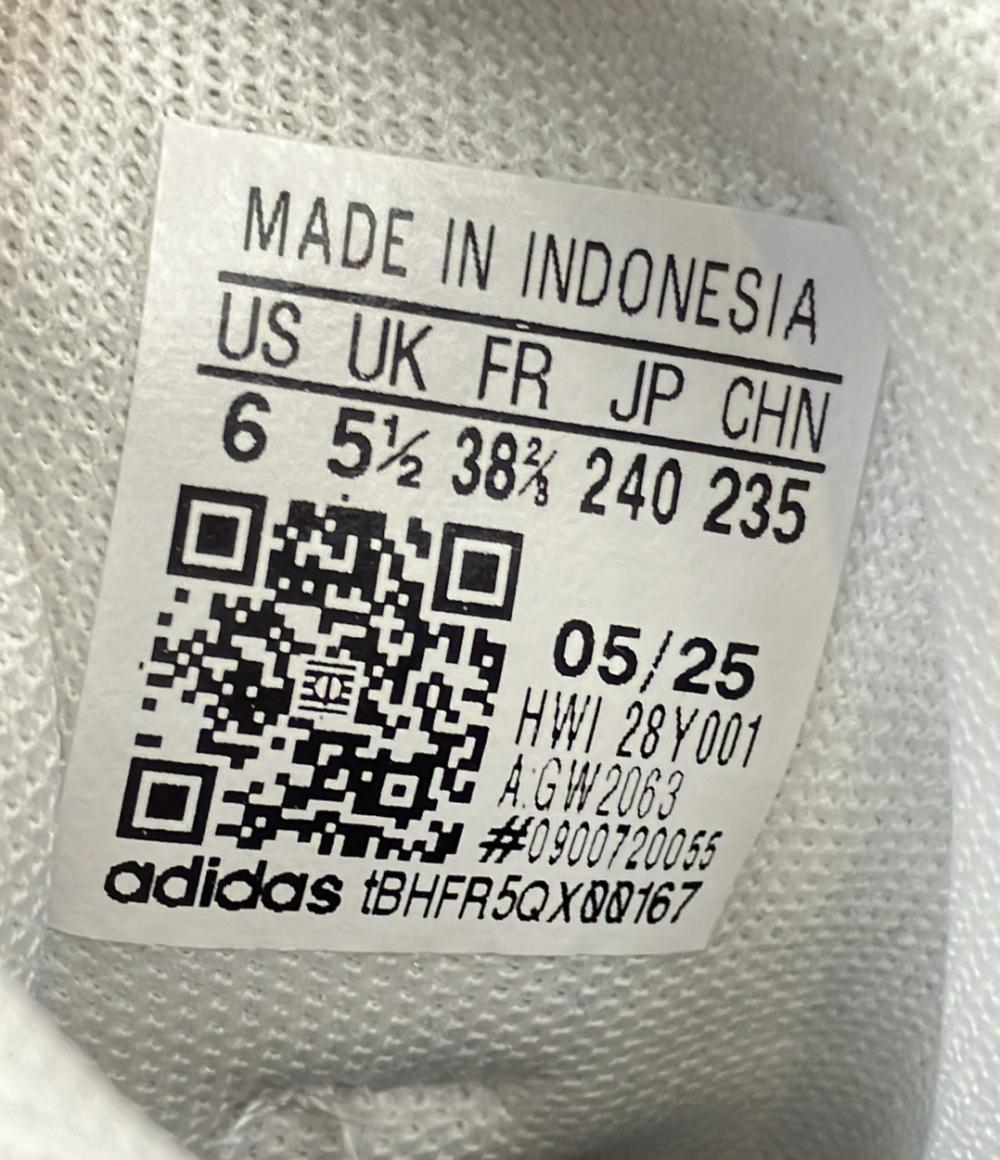 MADE IN INDONESIA
US UK FR JP CHN
6 5½ 38⅔ 240 235
05/25
HWI 28Y001
A:GW2063
#0900720055
adidas tBHFR5QX00167